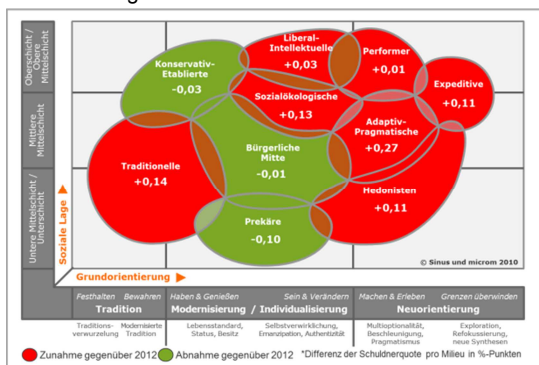 Oberschicht /
Obere
Mittelschicht
Mittlere
Mittelschicht
Untere Mittelschicht /
Unterschicht
Soziale Lage
Konservativ-
Etablierte
-0,03
Liberal-
Intellektuelle
+0,03
Performer
+0,01
Expeditive
+0,11
Sozialökologische
+0,13
Adaptiv-
Pragmatische
+0,27
Traditionelle
+0,14
Bürgerliche
Mitte
-0,01
Hedonisten
+0,11
Prekäre
-0,10
© Sinus und microm 2010
Grundorientierung
Festhalten Bewahren
Tradition
Haben & Genießen Sein & Verändern
Modernisierung / Individualisierung
Machen & Erleben Grenzen überwinden
Neuorientierung
Traditions-
verwurzelung
Modernisierte
Tradition
Lebensstandard,
Status, Besitz
Selbstverwirklichung,
Emanzipation, Authentizität
Multioptionalität,
Beschleunigung,
Pragmatismus
Exploration,
Refokussierung,
neue Synthesen
Zunahme gegenüber 2012 Abnahme gegenüber 2012 *Differenz der Schuldnerquote pro Milieu in %-Punkten